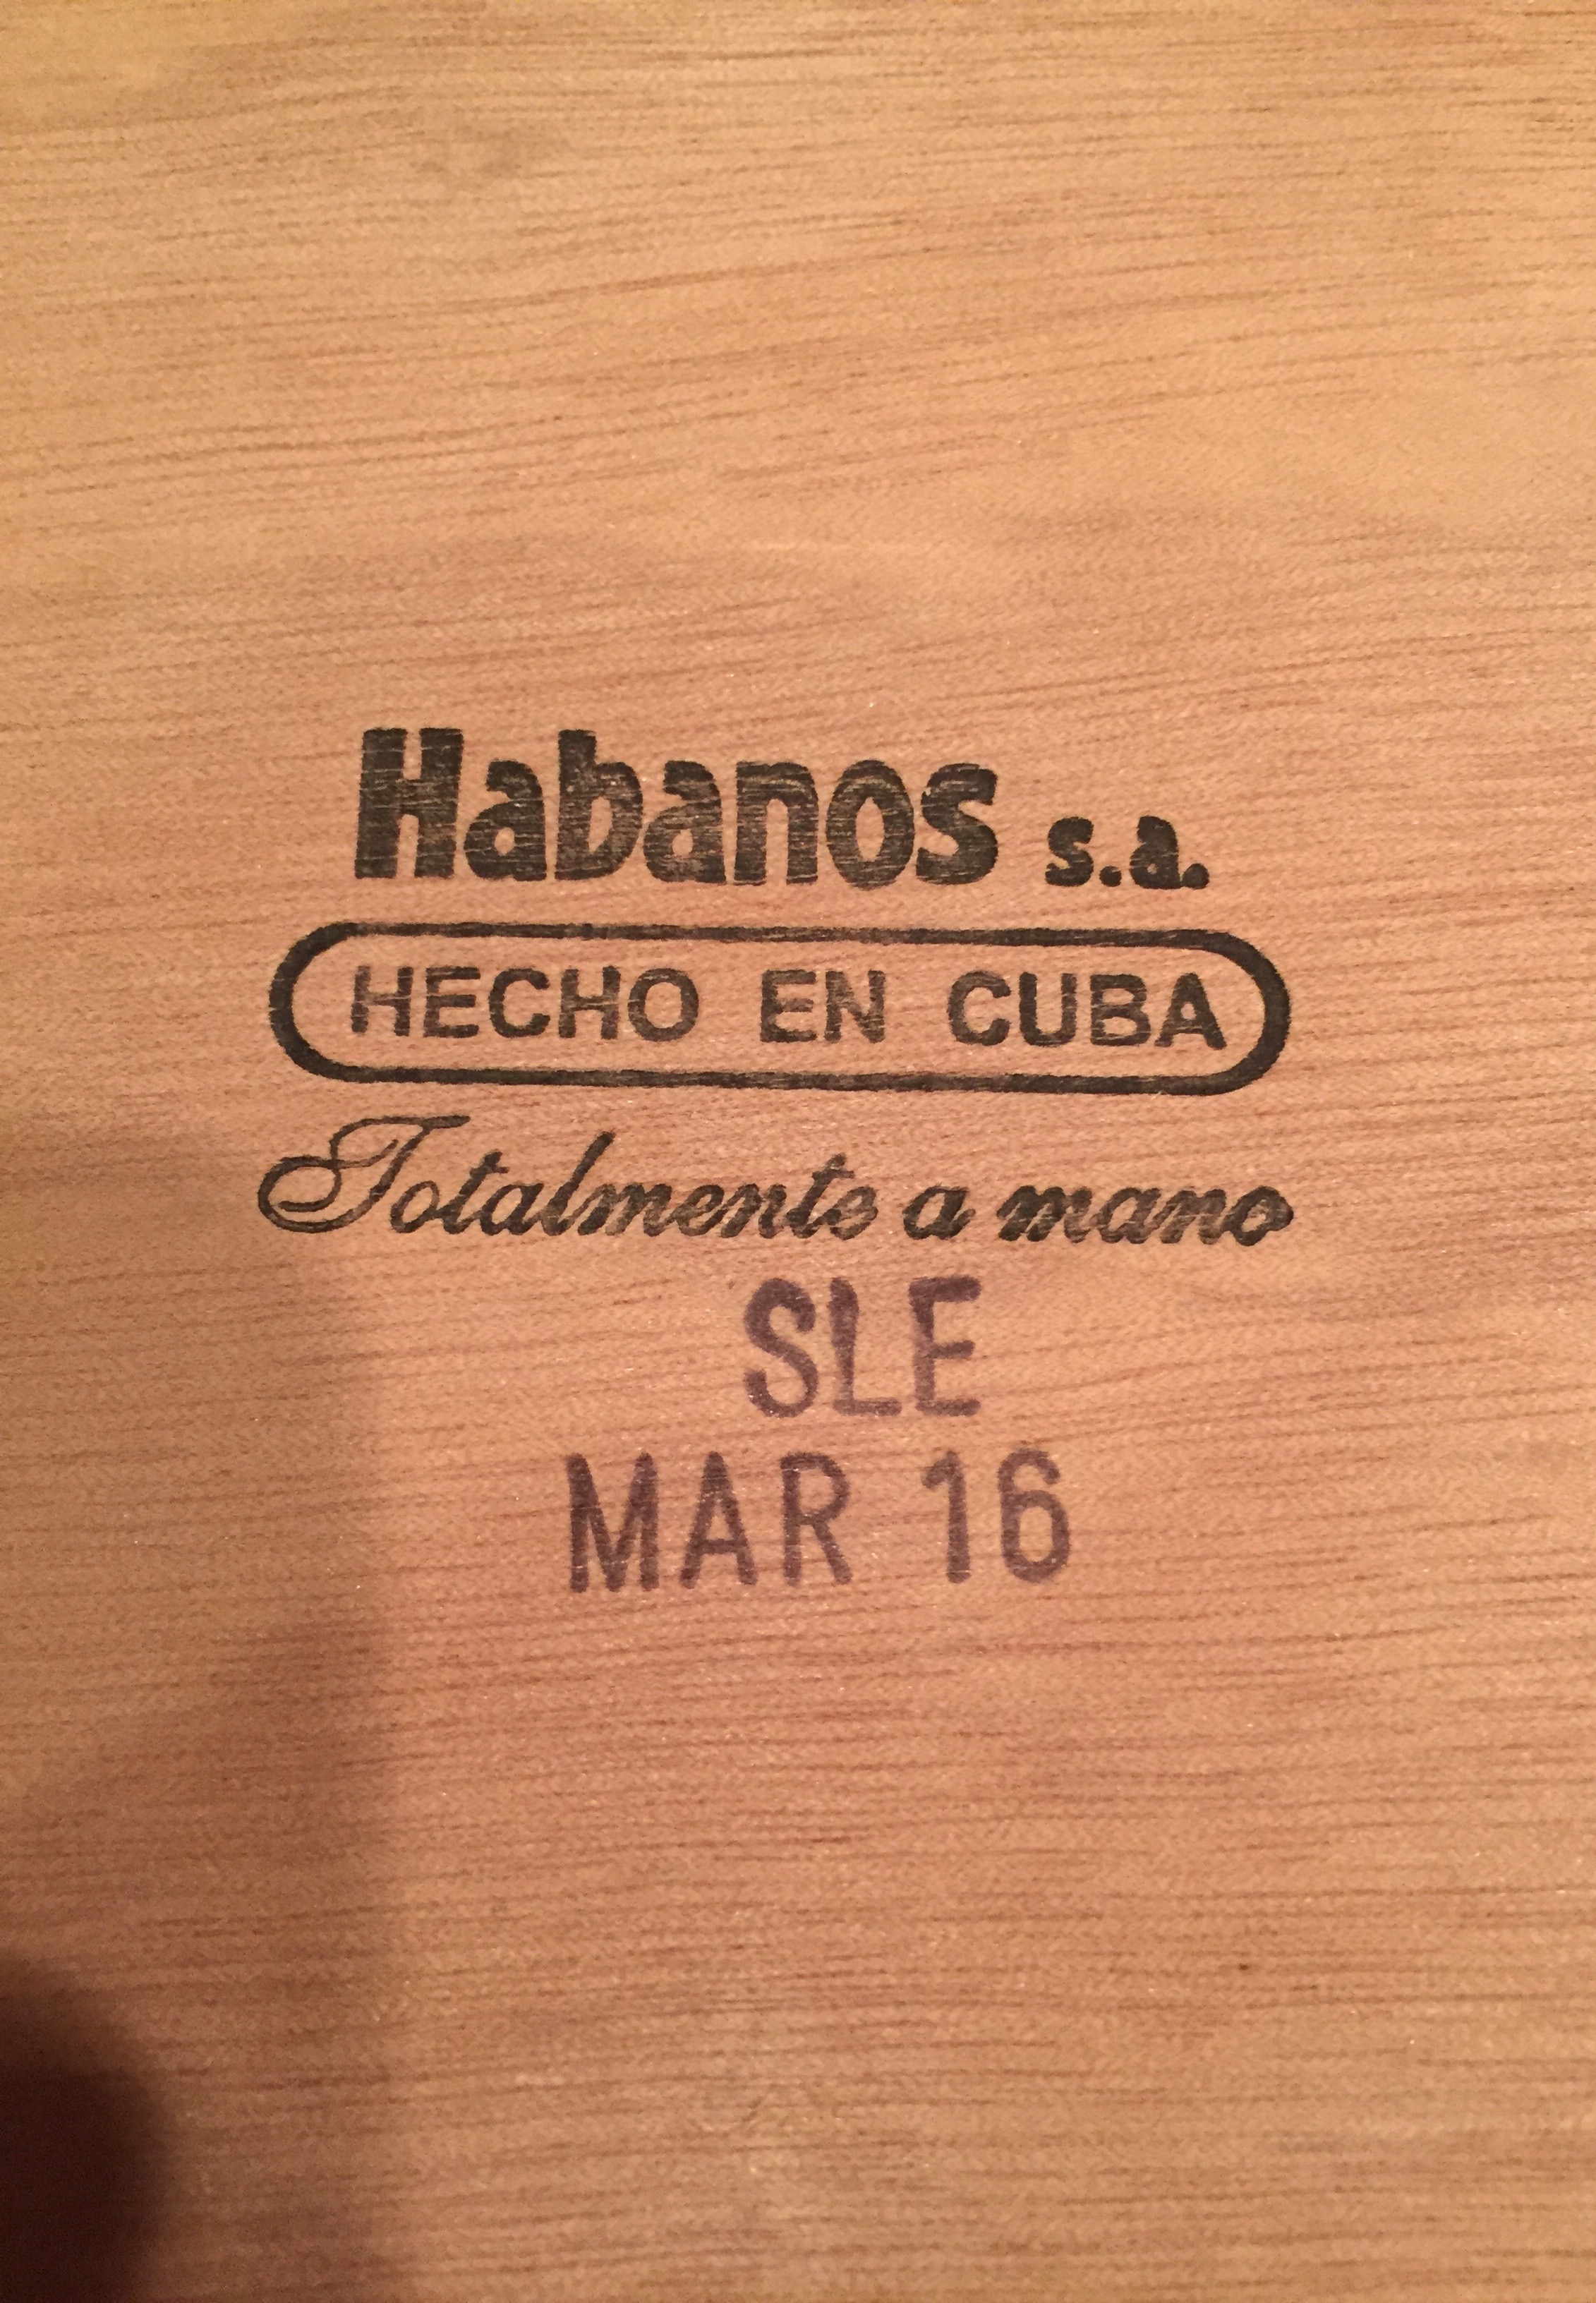 Habanos s.a.
HECHO EN CUBA
Totalmente a mano
SLE
MAR 16